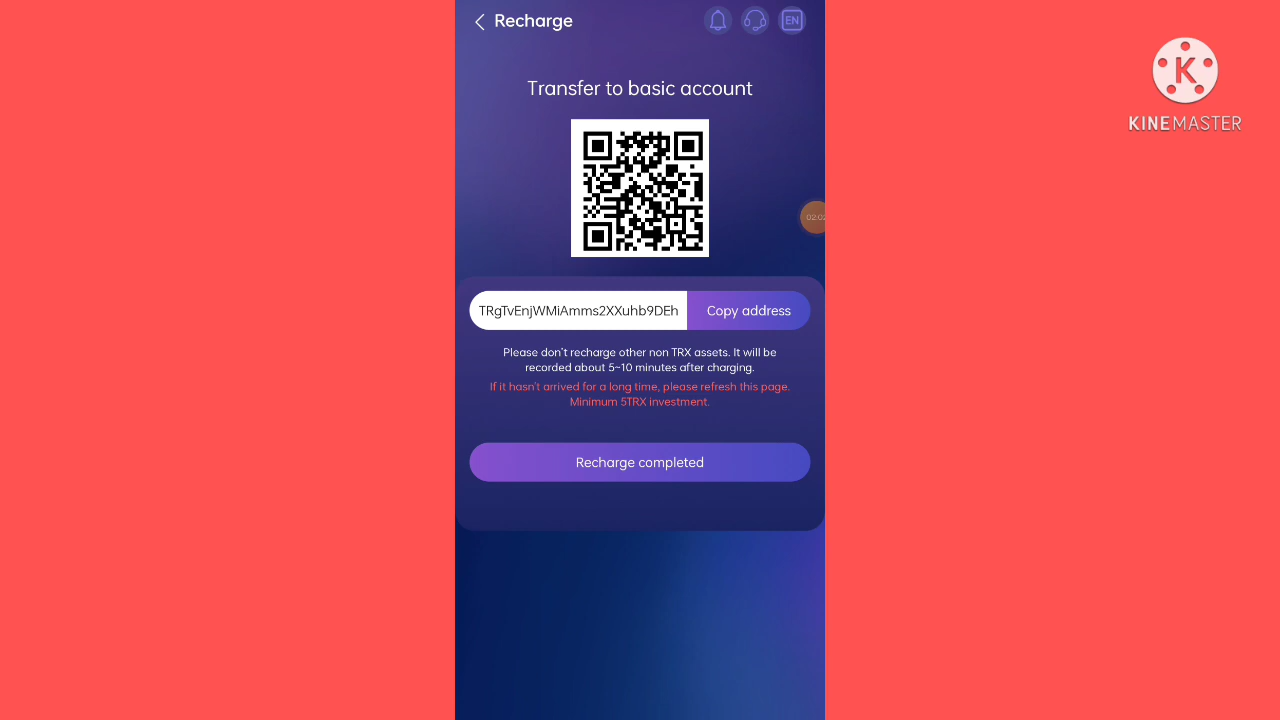 Recharge
EN
K
KINEMASTER
Transfer to basic account
02:02
TRgTvEnjWMiAmms2XXuhb9DEh
Copy address
Please don't recharge other non TRX assets. It will be
recorded about 5~10 minutes after charging.
If it hasn't arrived for a long time, please refresh this page.
Minimum 5TRX investment.
Recharge completed